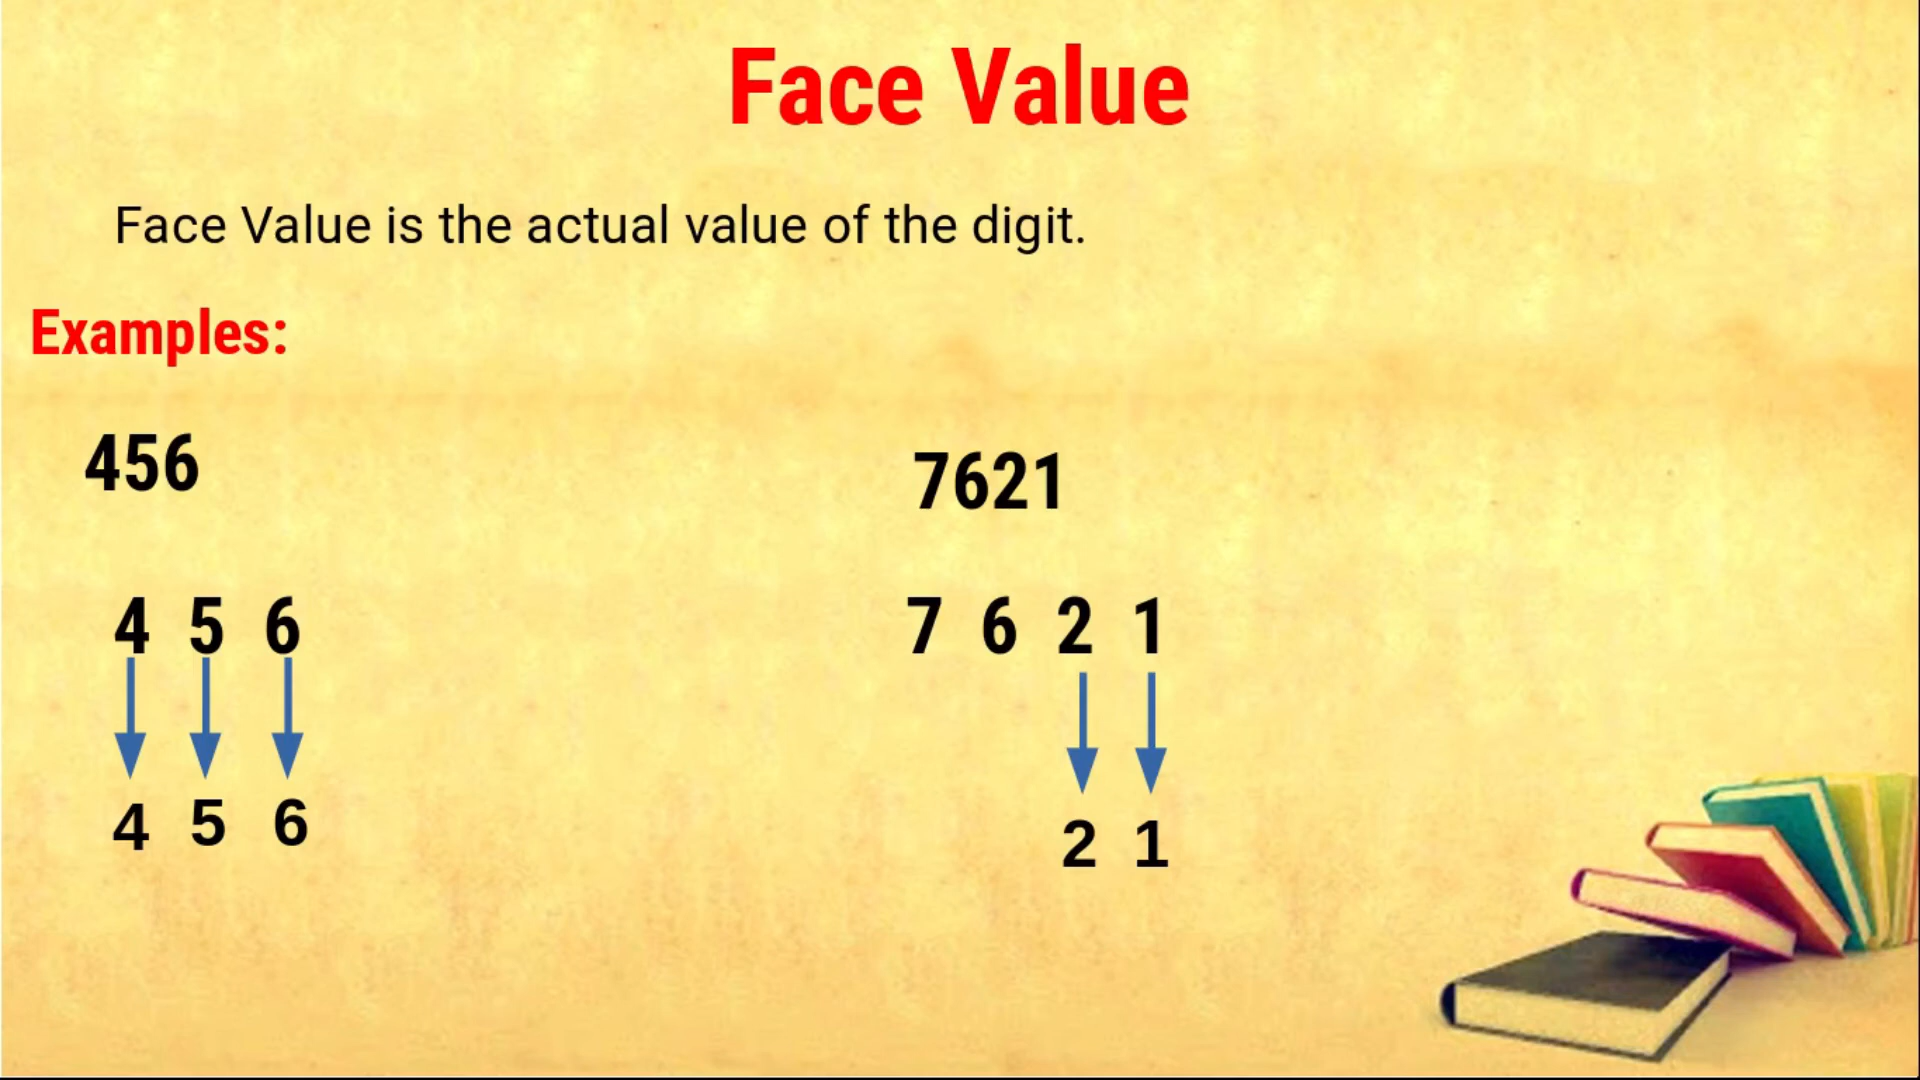 Face Value
Face Value is the actual value of the digit.
Examples:
456
7621
4 5 6
7 6 2 1
4 5 6
2 1